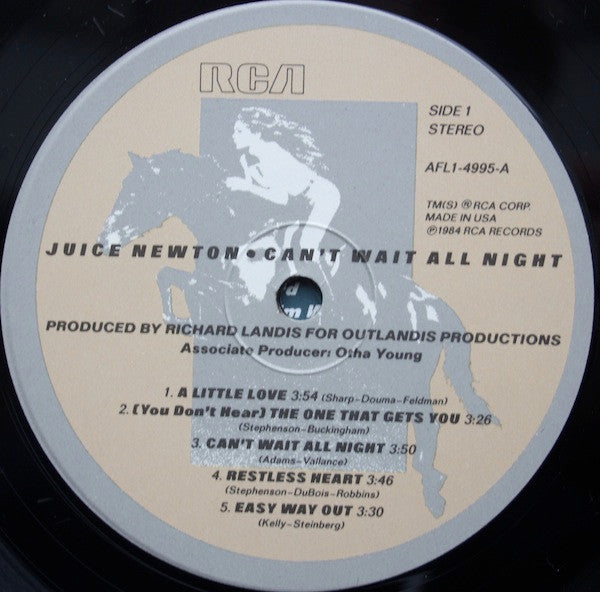 RCA
SIDE 1
STEREO
AFL1-4995-A
TM(S) ® RCA CORP.
MADE IN USA
℗1984 RCA RECORDS
JUICE NEWTON • CAN'T WAIT ALL NIGHT
PRODUCED BY RICHARD LANDIS FOR OUTLANDIS PRODUCTIONS
Associate Producer: Otha Young
1. A LITTLE LOVE 3:54 (Sharp-Douma-Feldman)
2. (You Don't Hear) THE ONE THAT GETS YOU 3:26
(Stephenson-Buckingham)
3. CAN'T WAIT ALL NIGHT 3:50
(Adams-Vallance)
4. RESTLESS HEART 3:46
(Stephenson-DuBois-Robbins)
5. EASY WAY OUT 3:30
(Kelly-Steinberg)